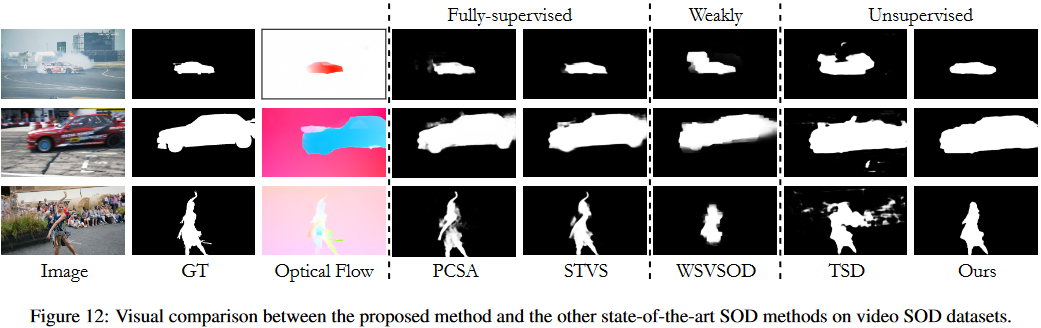 Fully-supervised Weakly Unsupervised
Image GT Optical Flow PCSA STVS WSVSOD TSD Ours
Figure 12: Visual comparison between the proposed method and the other state-of-the-art SOD methods on video SOD datasets.